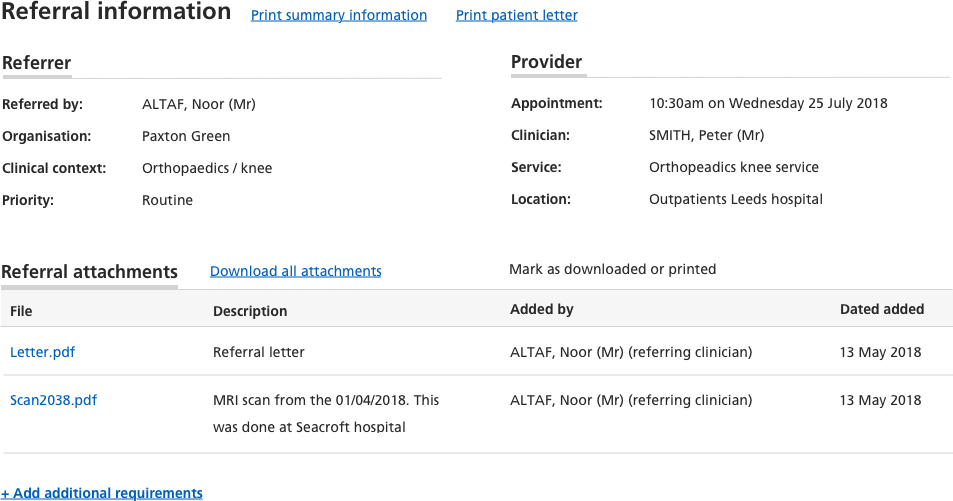 Referral information Print summary information Print patient letter
Referrer
Referred by: ALTAF, Noor (Mr)
Organisation: Paxton Green
Clinical context: Orthopaedics / knee
Priority: Routine
Provider
Appointment: 10:30am on Wednesday 25 July 2018
Clinician: SMITH, Peter (Mr)
Service: Orthopeadics knee service
Location: Outpatients Leeds hospital
Referral attachments Download all attachments Mark as downloaded or printed
File Description Added by Dated added
Letter.pdf Referral letter ALTAF, Noor (Mr) (referring clinician) 13 May 2018
Scan2038.pdf MRI scan from the 01/04/2018. This ALTAF, Noor (Mr) (referring clinician) 13 May 2018
was done at Seacroft hospital
+ Add additional requirements